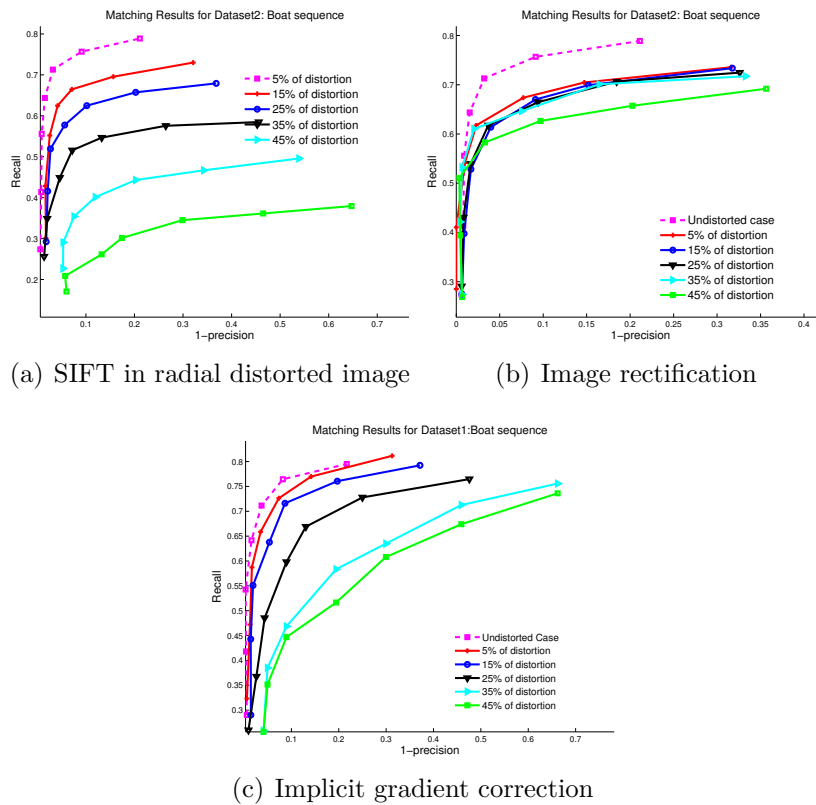 Matching Results for Dataset2: Boat sequence
Recall
0.8
0.7
0.6
0.5
0.4
0.3
0.2
0.1 0.2 0.3 0.4 0.5 0.6 0.7
1-precision
5% of distortion
15% of distortion
25% of distortion
35% of distortion
45% of distortion
(a) SIFT in radial distorted image
Matching Results for Dataset2: Boat sequence
Recall
0.8
0.7
0.6
0.5
0.4
0.3
0 0.05 0.1 0.15 0.2 0.25 0.3 0.35 0.4
1-precision
Undistorted case
5% of distortion
15% of distortion
25% of distortion
35% of distortion
45% of distortion
(b) Image rectification
Matching Results for Dataset1:Boat sequence
Recall
0.8
0.75
0.7
0.65
0.6
0.55
0.5
0.45
0.4
0.35
0.3
0.1 0.2 0.3 0.4 0.5 0.6 0.7
1-precision
Undistorted Case
5% of distortion
15% of distortion
25% of distortion
35% of distortion
45% of distortion
(c) Implicit gradient correction